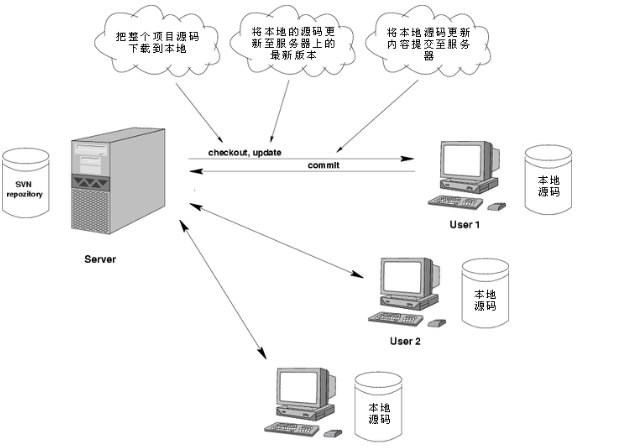 把整个项目源码
下载到本地
将本地的源码更
新至服务器上的
最新版本
将本地源码更新
内容提交至服务
器
checkout, update
commit
SVN
repozitory
Server
本地
源码
User 1
本地
源码
User 2
本地
源码